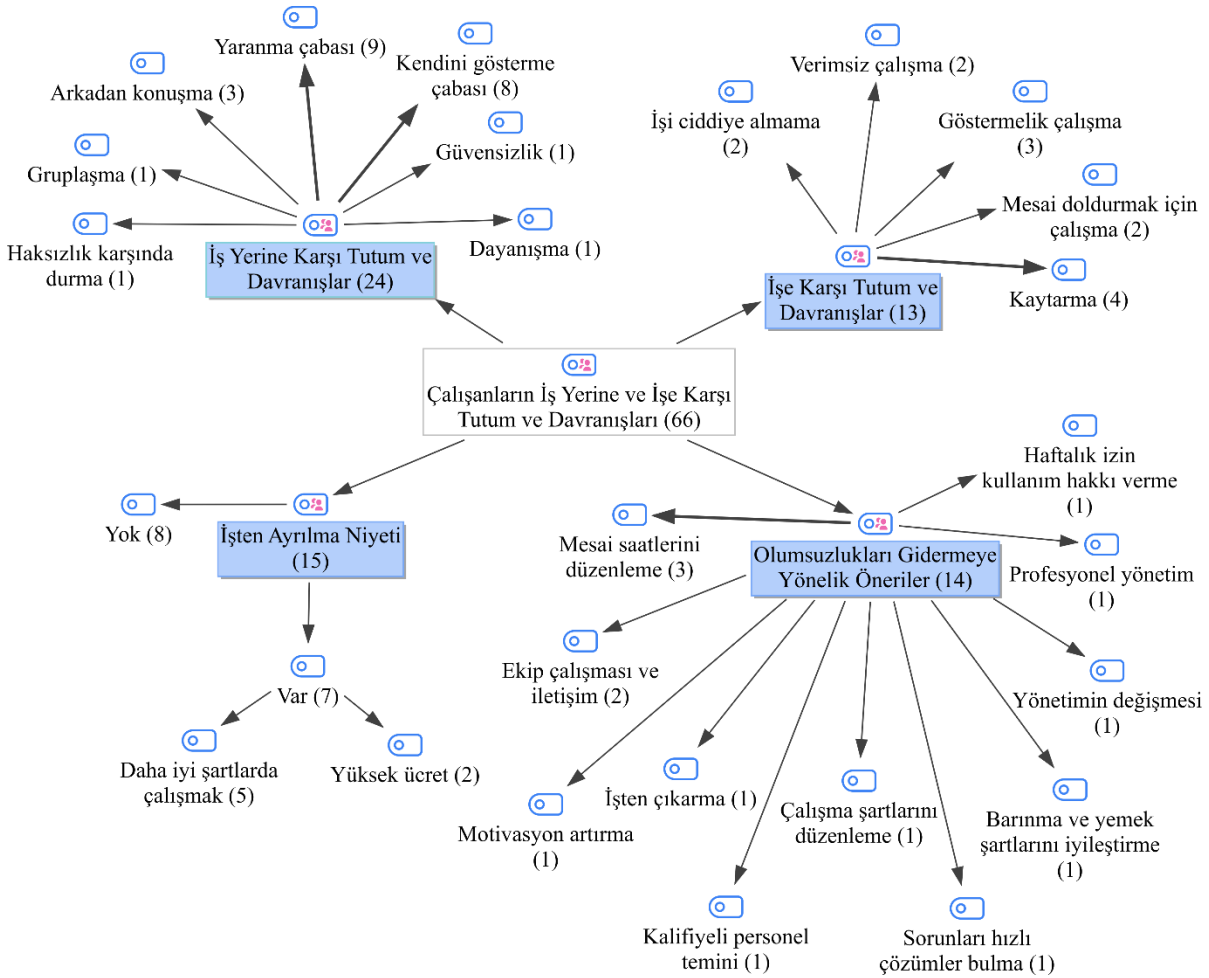 Yaranma çabası (9)
Kendini gösterme
çabası (8)
Arkadan konuşma (3)
Güvensizlik (1)
Gruplaşma (1)
Haksızlık karşında
durma (1)
Dayanışma (1)
İş Yerine Karşı Tutum ve
Davranışlar (24)
Verimsiz çalışma (2)
İşi ciddiye almama
(2)
Göstermelik çalışma
(3)
Mesai doldurmak için
çalışma (2)
Kaytarma (4)
İşe Karşı Tutum ve
Davranışlar (13)
Çalışanların İş Yerine ve İşe Karşı
Tutum ve Davranışları (66)
Yok (8)
İşten Ayrılma Niyeti
(15)
Var (7)
Daha iyi şartlarda
çalışmak (5)
Yüksek ücret (2)
Haftalık izin
kullanım hakkı verme
(1)
Mesai saatlerini
düzenleme (3)
Olumsuzlukları Gidermeye
Yönelik Öneriler (14)
Profesyonel yönetim
(1)
Ekip çalışması ve
iletişim (2)
Yönetimin değişmesi
(1)
Motivasyon artırma
(1)
İşten çıkarma (1)
Çalışma şartlarını
düzenleme (1)
Barınma ve yemek
şartlarını iyileştirme
(1)
Kalifiyeli personel
temini (1)
Sorunları hızlı
çözümler bulma (1)